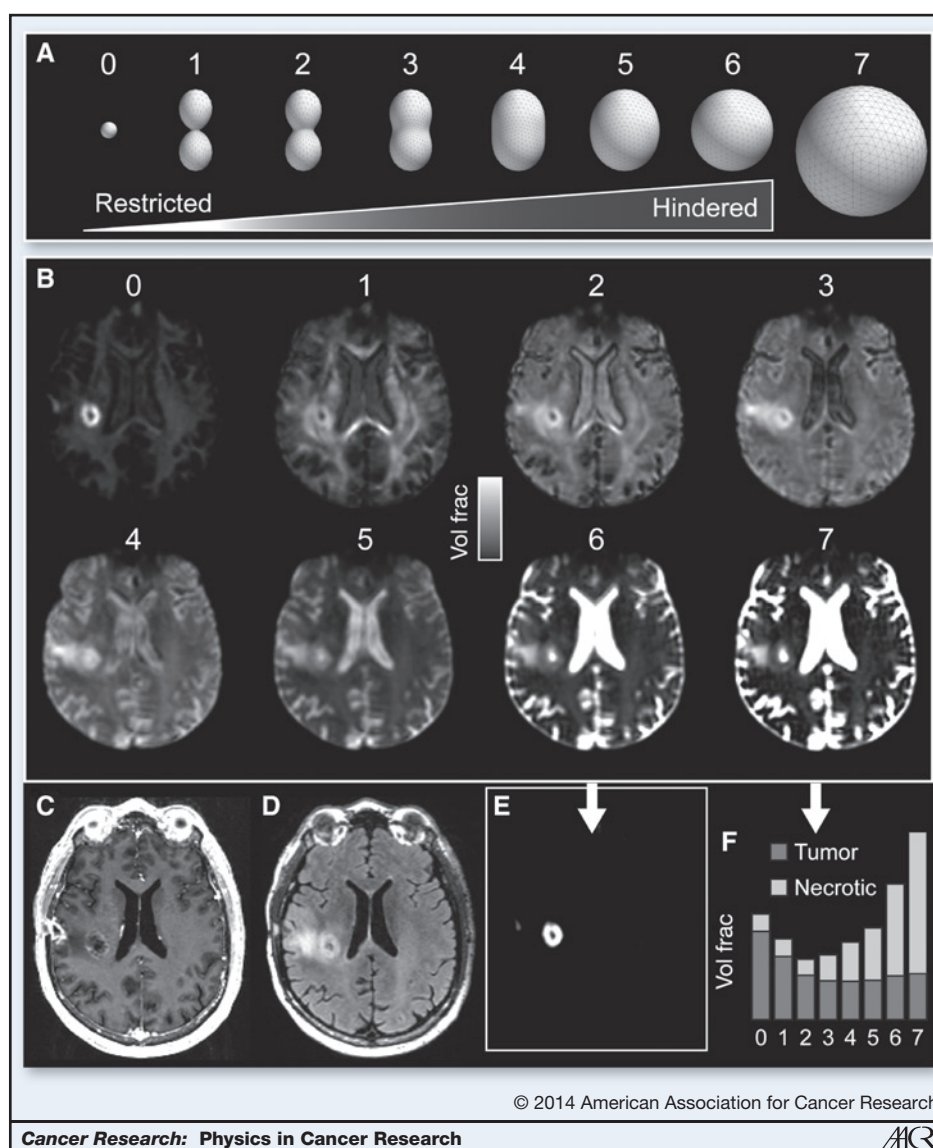 A
0 1 2 3 4 5 6 7
Restricted
Hindered
B
0 1 2 3
Vol frac
4 5 6 7
C
D
E
F
Tumor
Necrotic
Vol frac
0 1 2 3 4 5 6 7
© 2014 American Association for Cancer Research
Cancer Research: Physics in Cancer Research